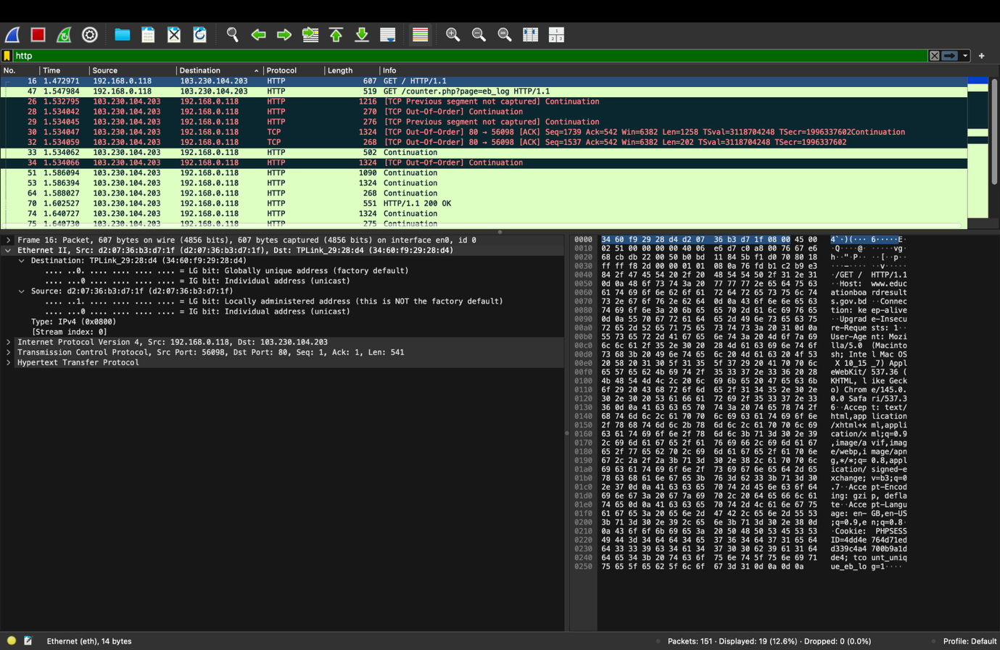 http
No. Time Source Destination Protocol Length Info
16 1.472971 192.168.0.118 103.230.104.203 HTTP 607 GET / HTTP/1.1
47 1.547984 192.168.0.118 103.230.104.203 HTTP 519 GET /counter.php?page=eb_log HTTP/1.1
26 1.532795 103.230.104.203 192.168.0.118 HTTP 1216 [TCP Previous segment not captured] Continuation
28 1.534042 103.230.104.203 192.168.0.118 HTTP 270 [TCP Out-Of-Order] Continuation
29 1.534045 103.230.104.203 192.168.0.118 HTTP 276 [TCP Previous segment not captured] Continuation
30 1.534047 103.230.104.203 192.168.0.118 TCP 1324 [TCP Out-Of-Order] 80 → 56098 [ACK] Seq=1739 Ack=542 Win=6382 Len=1258 TSval=3118704248 TSecr=1996337602Continuation
32 1.534059 103.230.104.203 192.168.0.118 TCP 268 [TCP Out-Of-Order] 80 → 56098 [ACK] Seq=1537 Ack=542 Win=6382 Len=202 TSval=3118704248 TSecr=1996337602
33 1.534062 103.230.104.203 192.168.0.118 HTTP 502 Continuation
34 1.534066 103.230.104.203 192.168.0.118 HTTP 1324 [TCP Out-Of-Order] Continuation
51 1.586094 103.230.104.203 192.168.0.118 HTTP 1090 Continuation
53 1.586394 103.230.104.203 192.168.0.118 HTTP 1324 Continuation
64 1.588027 103.230.104.203 192.168.0.118 HTTP 268 Continuation
70 1.602527 103.230.104.203 192.168.0.118 HTTP 551 HTTP/1.1 200 OK
74 1.640727 103.230.104.203 192.168.0.118 HTTP 1324 Continuation
75 1.640730 103.230.104.203 192.168.0.118 HTTP 275 Continuation
Frame 16: Packet, 607 bytes on wire (4856 bits), 607 bytes captured (4856 bits) on interface en0, id 0
Ethernet II, Src: d2:07:36:b3:d7:1f (d2:07:36:b3:d7:1f), Dst: TPLink_29:28:d4 (34:60:f9:29:28:d4)
Destination: TPLink_29:28:d4 (34:60:f9:29:28:d4)
.... ..0. .... .... .... .... = LG bit: Globally unique address (factory default)
.... ...0 .... .... .... .... = IG bit: Individual address (unicast)
Source: d2:07:36:b3:d7:1f (d2:07:36:b3:d7:1f)
.... ..1. .... .... .... .... = LG bit: Locally administered address (this is NOT the factory default)
.... ...0 .... .... .... .... = IG bit: Individual address (unicast)
Type: IPv4 (0x0800)
[Stream index: 0]
Internet Protocol Version 4, Src: 192.168.0.118, Dst: 103.230.104.203
Transmission Control Protocol, Src Port: 56098, Dst Port: 80, Seq: 1, Ack: 1, Len: 541
Hypertext Transfer Protocol
0000 34 60 f9 29 28 d4 d2 07 36 b3 d7 1f 08 00 45 00 4`·)(···6·····E·
0010 02 51 00 00 00 00 40 06 e6 d7 c0 a8 00 76 67 e6 ·Q····@······vg·
0020 68 cb db 22 00 50 b0 bd 11 84 5b f1 d0 70 80 18 h··"·P····[··p··
0030 ff ff f8 2d 00 00 01 01 08 0a 76 fd b1 c2 b9 e3 ···-······v·····
0040 84 2f 47 45 54 20 2f 20 48 54 54 50 2f 31 2e 31 ·/GET / HTTP/1.1
0050 0d 0a 48 6f 73 74 3a 20 77 77 77 2e 65 64 75 63 ··Host: www.educ
0060 61 74 69 6f 6e 62 6f 61 72 64 72 65 73 75 6c 74 ationboardresult
0070 73 2e 67 6f 76 2e 62 64 0d 0a 43 6f 6e 6e 65 63 s.gov.bd··Connec
0080 74 69 6f 6e 3a 20 6b 65 65 70 2d 61 6c 69 76 65 tion: keep-alive
0090 0d 0a 55 70 67 72 61 64 65 2d 49 6e 73 65 63 75 ··Upgrade-Insecu
00a0 72 65 2d 52 65 71 75 65 73 74 73 3a 20 31 0d 0a re-Requests: 1··
00b0 55 73 65 72 2d 41 67 65 6e 74 3a 20 4d 6f 7a 69 User-Agent: Mozi
00c0 6c 6c 61 2f 35 2e 30 20 28 4d 61 63 69 6e 74 6f lla/5.0 (Macinto
00d0 73 68 3b 20 49 6e 74 65 6c 20 4d 61 63 20 4f 53 sh; Intel Mac OS
00e0 20 58 20 31 30 5f 31 35 5f 37 29 20 41 70 70 6c X 10_15_7) Appl
00f0 65 57 65 62 4b 69 74 2f 35 33 37 2e 33 36 20 28 eWebKit/537.36 (
0100 4b 48 54 4d 4c 2c 20 6c 69 6b 65 20 47 65 63 6b KHTML, like Geck
0110 6f 29 20 43 68 72 6f 6d 65 2f 31 34 35 2e 30 2e o) Chrome/145.0.
0120 30 2e 30 20 53 61 66 61 72 69 2f 35 33 37 2e 33 0.0 Safari/537.3
0130 36 0d 0a 41 63 63 65 70 74 3a 20 74 65 78 74 2f 6··Accept: text/
0140 68 74 6d 6c 2c 61 70 70 6c 69 63 61 74 69 6f 6e html,application
0150 2f 78 68 74 6d 6c 2b 78 6d 6c 2c 61 70 70 6c 69 /xhtml+xml,appli
0160 63 61 74 69 6f 6e 2f 78 6d 6c 3b 71 3d 30 2e 39 cation/xml;q=0.9
0170 2c 69 6d 61 67 65 2f 61 76 69 66 2c 69 6d 61 67 ,image/avif,imag
0180 65 2f 77 65 62 70 2c 69 6d 61 67 65 2f 61 70 6e e/webp,image/apn
0190 67 2c 2a 2f 2a 3b 71 3d 30 2e 38 2c 61 70 70 6c g,*/*;q=0.8,appl
01a0 69 63 61 74 69 6f 6e 2f 73 69 67 6e 65 64 2d 65 ication/signed-e
01b0 78 63 68 61 6e 67 65 3b 76 3d 62 33 3b 71 3d 30 xchange;v=b3;q=0
01c0 2e 37 0d 0a 41 63 63 65 70 74 2d 45 6e 63 6f 64 .7··Accept-Encod
01d0 69 6e 67 3a 20 67 7a 69 70 2c 20 64 65 66 6c 61 ing: gzip, defla
01e0 74 65 0d 0a 41 63 63 65 70 74 2d 4c 61 6e 67 75 te··Accept-Langu
01f0 61 67 65 3a 20 65 6e 2d 47 42 2c 65 6e 2d 55 53 age: en-GB,en-US
0200 3b 71 3d 30 2e 39 2c 65 6e 3b 71 3d 30 2e 38 0d ;q=0.9,en;q=0.8·
0210 0a 43 6f 6f 6b 69 65 3a 20 50 48 50 53 45 53 53 ·Cookie: PHPSESS
0220 49 44 3d 34 64 64 34 65 37 36 34 64 37 31 65 64 ID=4dd4e764d71ed
0230 64 33 33 39 63 34 61 34 37 30 30 62 39 61 31 64 d339c4a4700b9a1d
0240 64 65 34 3b 20 74 63 6f 75 6e 74 5f 75 6e 69 71 de4; tcount_uniq
0250 75 65 5f 65 62 5f 6c 6f 67 3d 31 0d 0a 0d 0a ue_eb_log=1····
Ethernet (eth), 14 bytes Packets: 151 · Displayed: 19 (12.6%) · Dropped: 0 (0.0%) Profile: Default